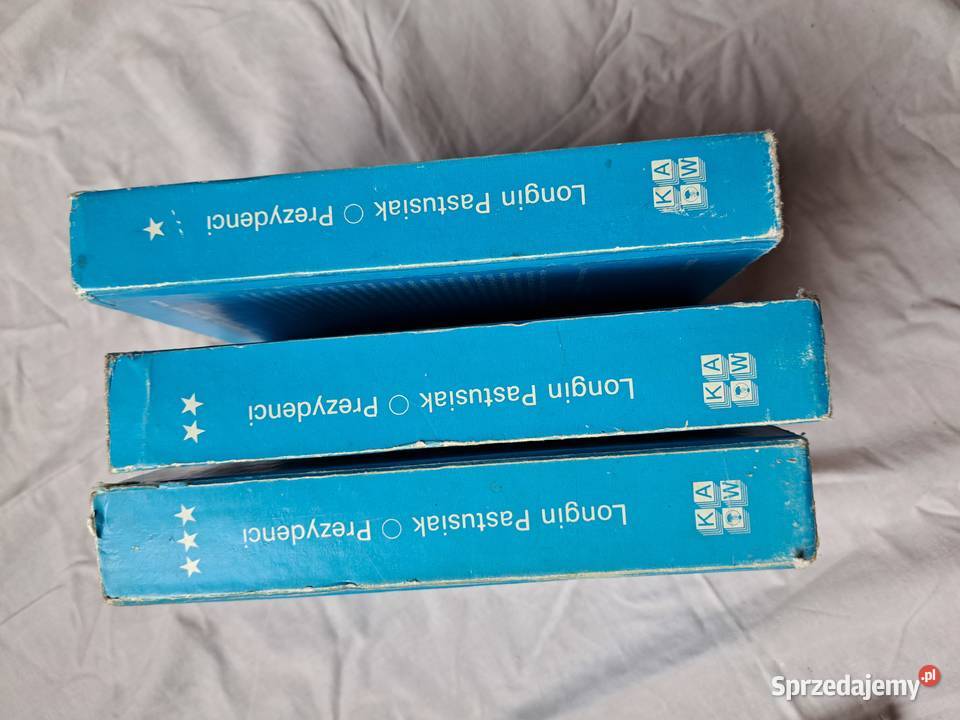 Longin Pastusiak ○ Prezydenci
KAW
Longin Pastusiak ○ Prezydenci
KAW
Longin Pastusiak ○ Prezydenci
KAW
Sprzedajemy.pl